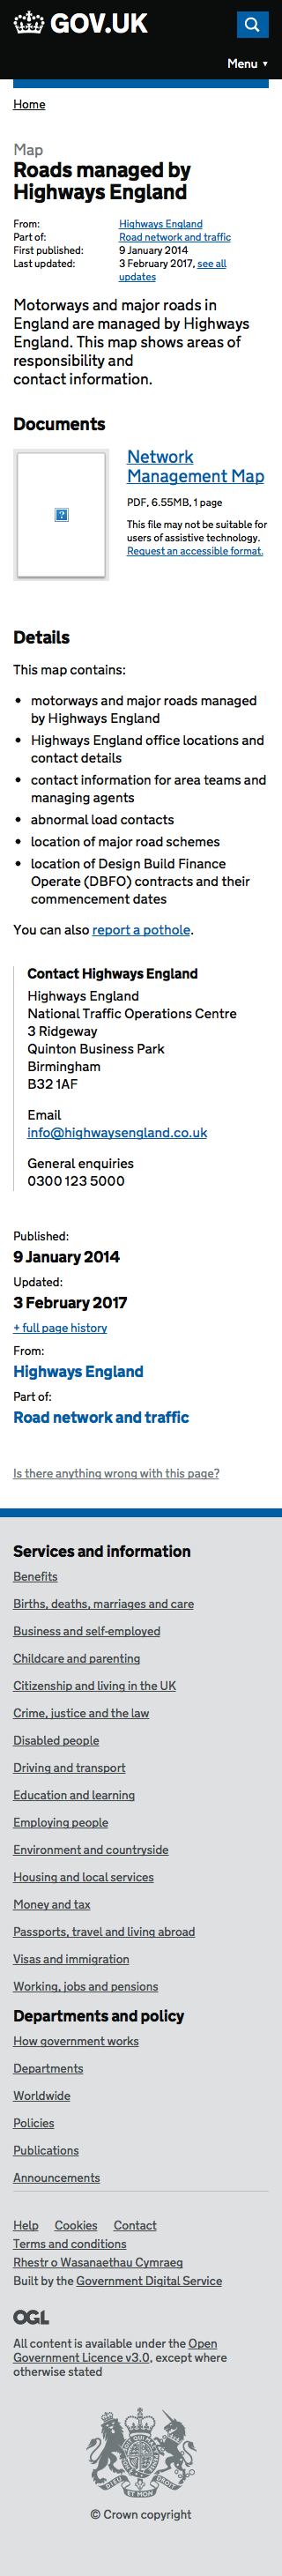 GOV.UK
Menu ▼
Home
Map
Roads managed by
Highways England
From: Highways England
Part of: Road network and traffic
First published: 9 January 2014
Last updated: 3 February 2017, see all
updates
Motorways and major roads in
England are managed by Highways
England. This map shows areas of
responsibility and
contact information.
Documents
Network
Management Map
PDF, 6.55MB, 1 page
This file may not be suitable for
users of assistive technology.
Request an accessible format.
Details
This map contains:
• motorways and major roads managed
by Highways England
• Highways England office locations and
contact details
• contact information for area teams and
managing agents
• abnormal load contacts
• location of major road schemes
• location of Design Build Finance
Operate (DBFO) contracts and their
commencement dates
You can also report a pothole.
Contact Highways England
Highways England
National Traffic Operations Centre
3 Ridgeway
Quinton Business Park
Birmingham
B32 1AF
Email
info@highwaysengland.co.uk
General enquiries
0300 123 5000
Published:
9 January 2014
Updated:
3 February 2017
+ full page history
From:
Highways England
Part of:
Road network and traffic
Is there anything wrong with this page?
Services and information
Benefits
Births, deaths, marriages and care
Business and self-employed
Childcare and parenting
Citizenship and living in the UK
Crime, justice and the law
Disabled people
Driving and transport
Education and learning
Employing people
Environment and countryside
Housing and local services
Money and tax
Passports, travel and living abroad
Visas and immigration
Working, jobs and pensions
Departments and policy
How government works
Departments
Worldwide
Policies
Publications
Announcements
Help Cookies Contact
Terms and conditions
Rhestr o Wasanaethau Cymraeg
Built by the Government Digital Service
OGL
All content is available under the Open
Government Licence v3.0, except where
otherwise stated
DIEU ET MON DROIT
© Crown copyright